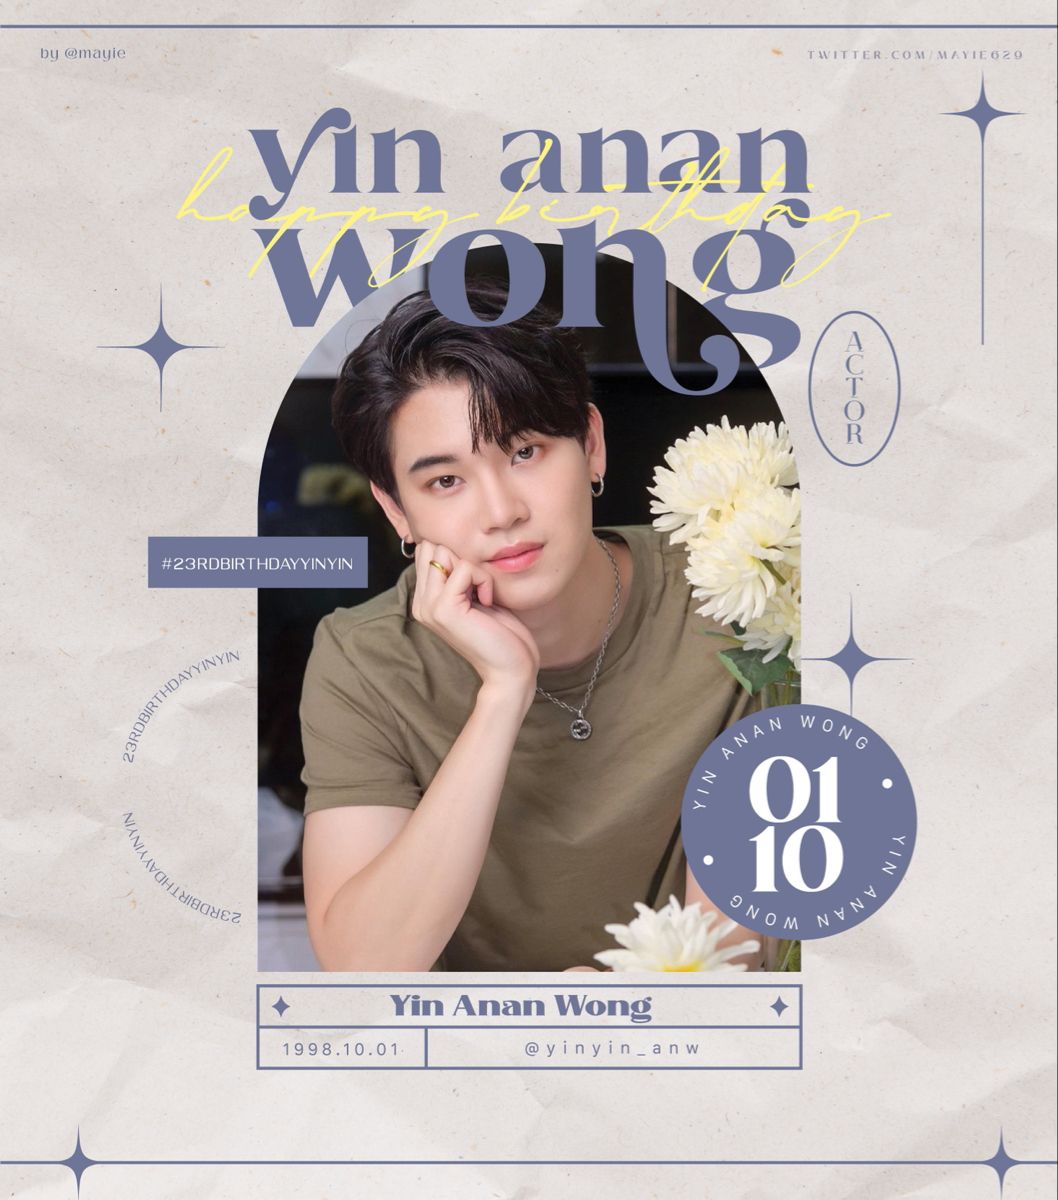 by @mayie
TWITTER.COM/MAYIE629
yin anan
happy birthday
wong
ACTOR
#23RDBIRTHDAYYINYIN
23RDBIRTHDAYYINYIN
23RDBIRTHDAYYINYIN
YIN ANAN WONG
01
10
YIN ANAN WONG
Yin Anan Wong
1998.10.01
@yinyin_anw